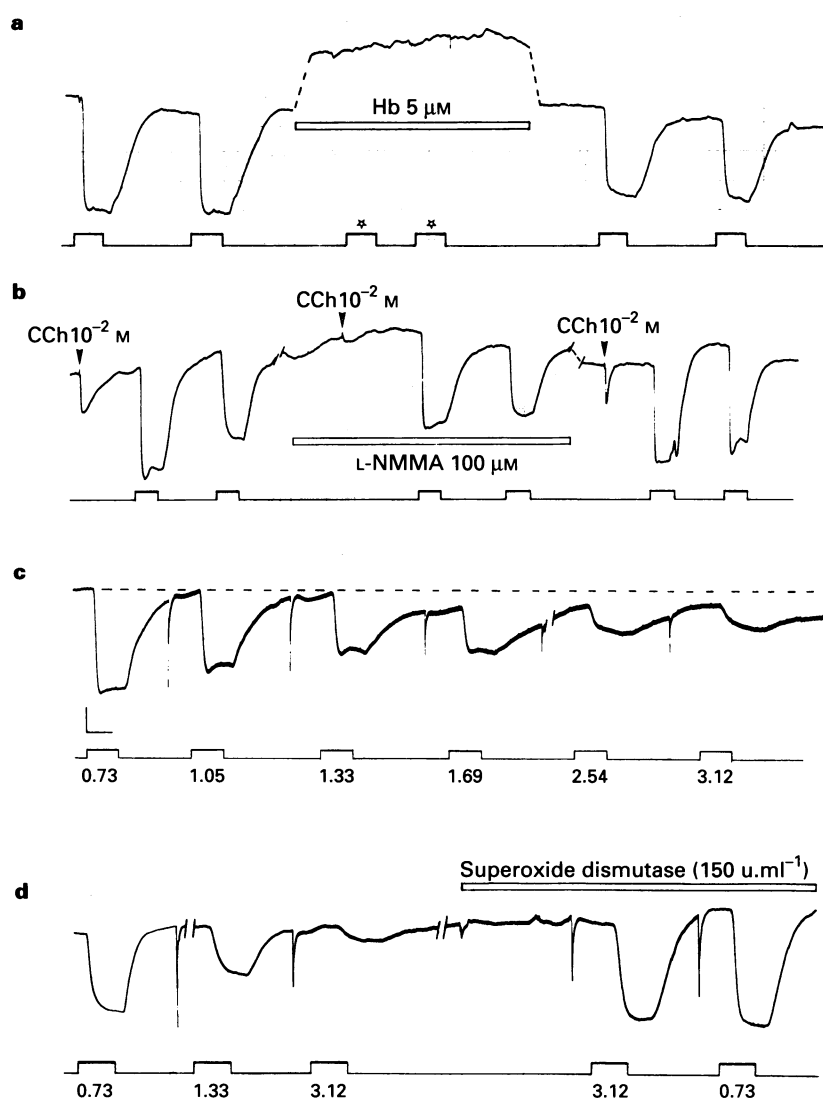 a
Hb 5 μM
☆ ☆
b
CCh10⁻² M
CCh10⁻² M
CCh10⁻² M
L-NMMA 100 μM
c
0.73 1.05 1.33 1.69 2.54 3.12
d
Superoxide dismutase (150 u.ml⁻¹)
0.73 1.33 3.12 3.12 0.73